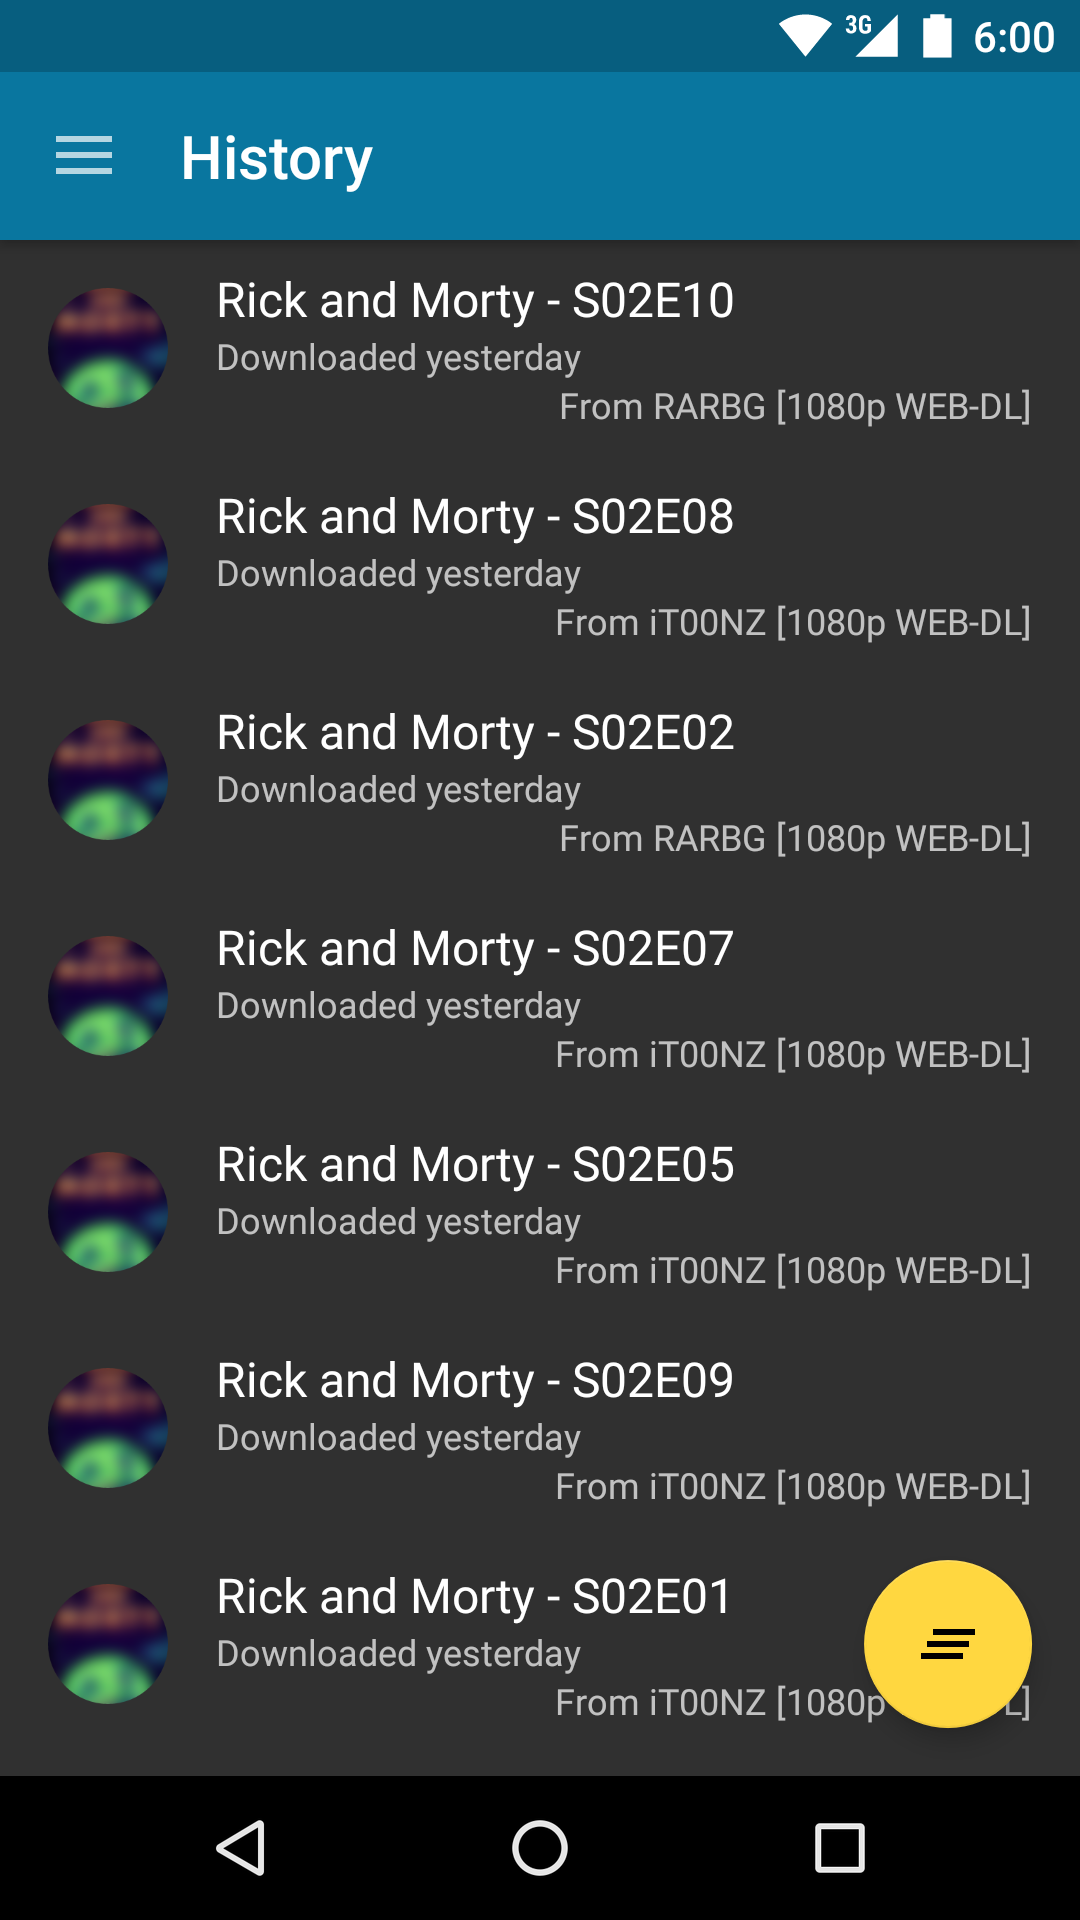 3G 6:00
History
Rick and Morty - S02E10
Downloaded yesterday
From RARBG [1080p WEB-DL]
Rick and Morty - S02E08
Downloaded yesterday
From iT00NZ [1080p WEB-DL]
Rick and Morty - S02E02
Downloaded yesterday
From RARBG [1080p WEB-DL]
Rick and Morty - S02E07
Downloaded yesterday
From iT00NZ [1080p WEB-DL]
Rick and Morty - S02E05
Downloaded yesterday
From iT00NZ [1080p WEB-DL]
Rick and Morty - S02E09
Downloaded yesterday
From iT00NZ [1080p WEB-DL]
Rick and Morty - S02E01
Downloaded yesterday
From iT00NZ [1080p